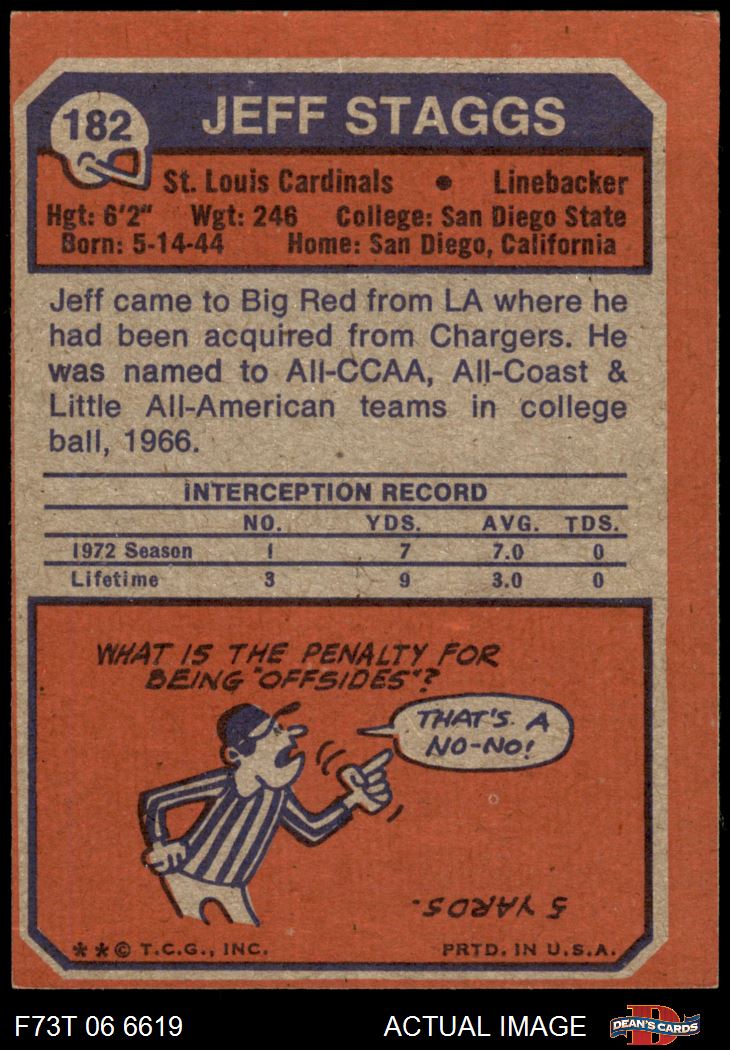 182
JEFF STAGGS
St. Louis Cardinals • Linebacker
Hgt: 6'2" Wgt: 246 College: San Diego State
Born: 5-14-44 Home: San Diego, California
Jeff came to Big Red from LA where he
had been acquired from Chargers. He
was named to All-CCAA, All-Coast &
Little All-American teams in college
ball, 1966.
INTERCEPTION RECORD
NO. YDS. AVG. TDS.
1972 Season 1 7 7.0 0
Lifetime 3 9 3.0 0
WHAT IS THE PENALTY FOR
BEING "OFFSIDES"?
THAT'S A
NO-NO!
5 YARDS.
**© T.C.G., INC. PRTD. IN U.S.A.
F73T 06 6619 ACTUAL IMAGE
DEAN'S CARDS